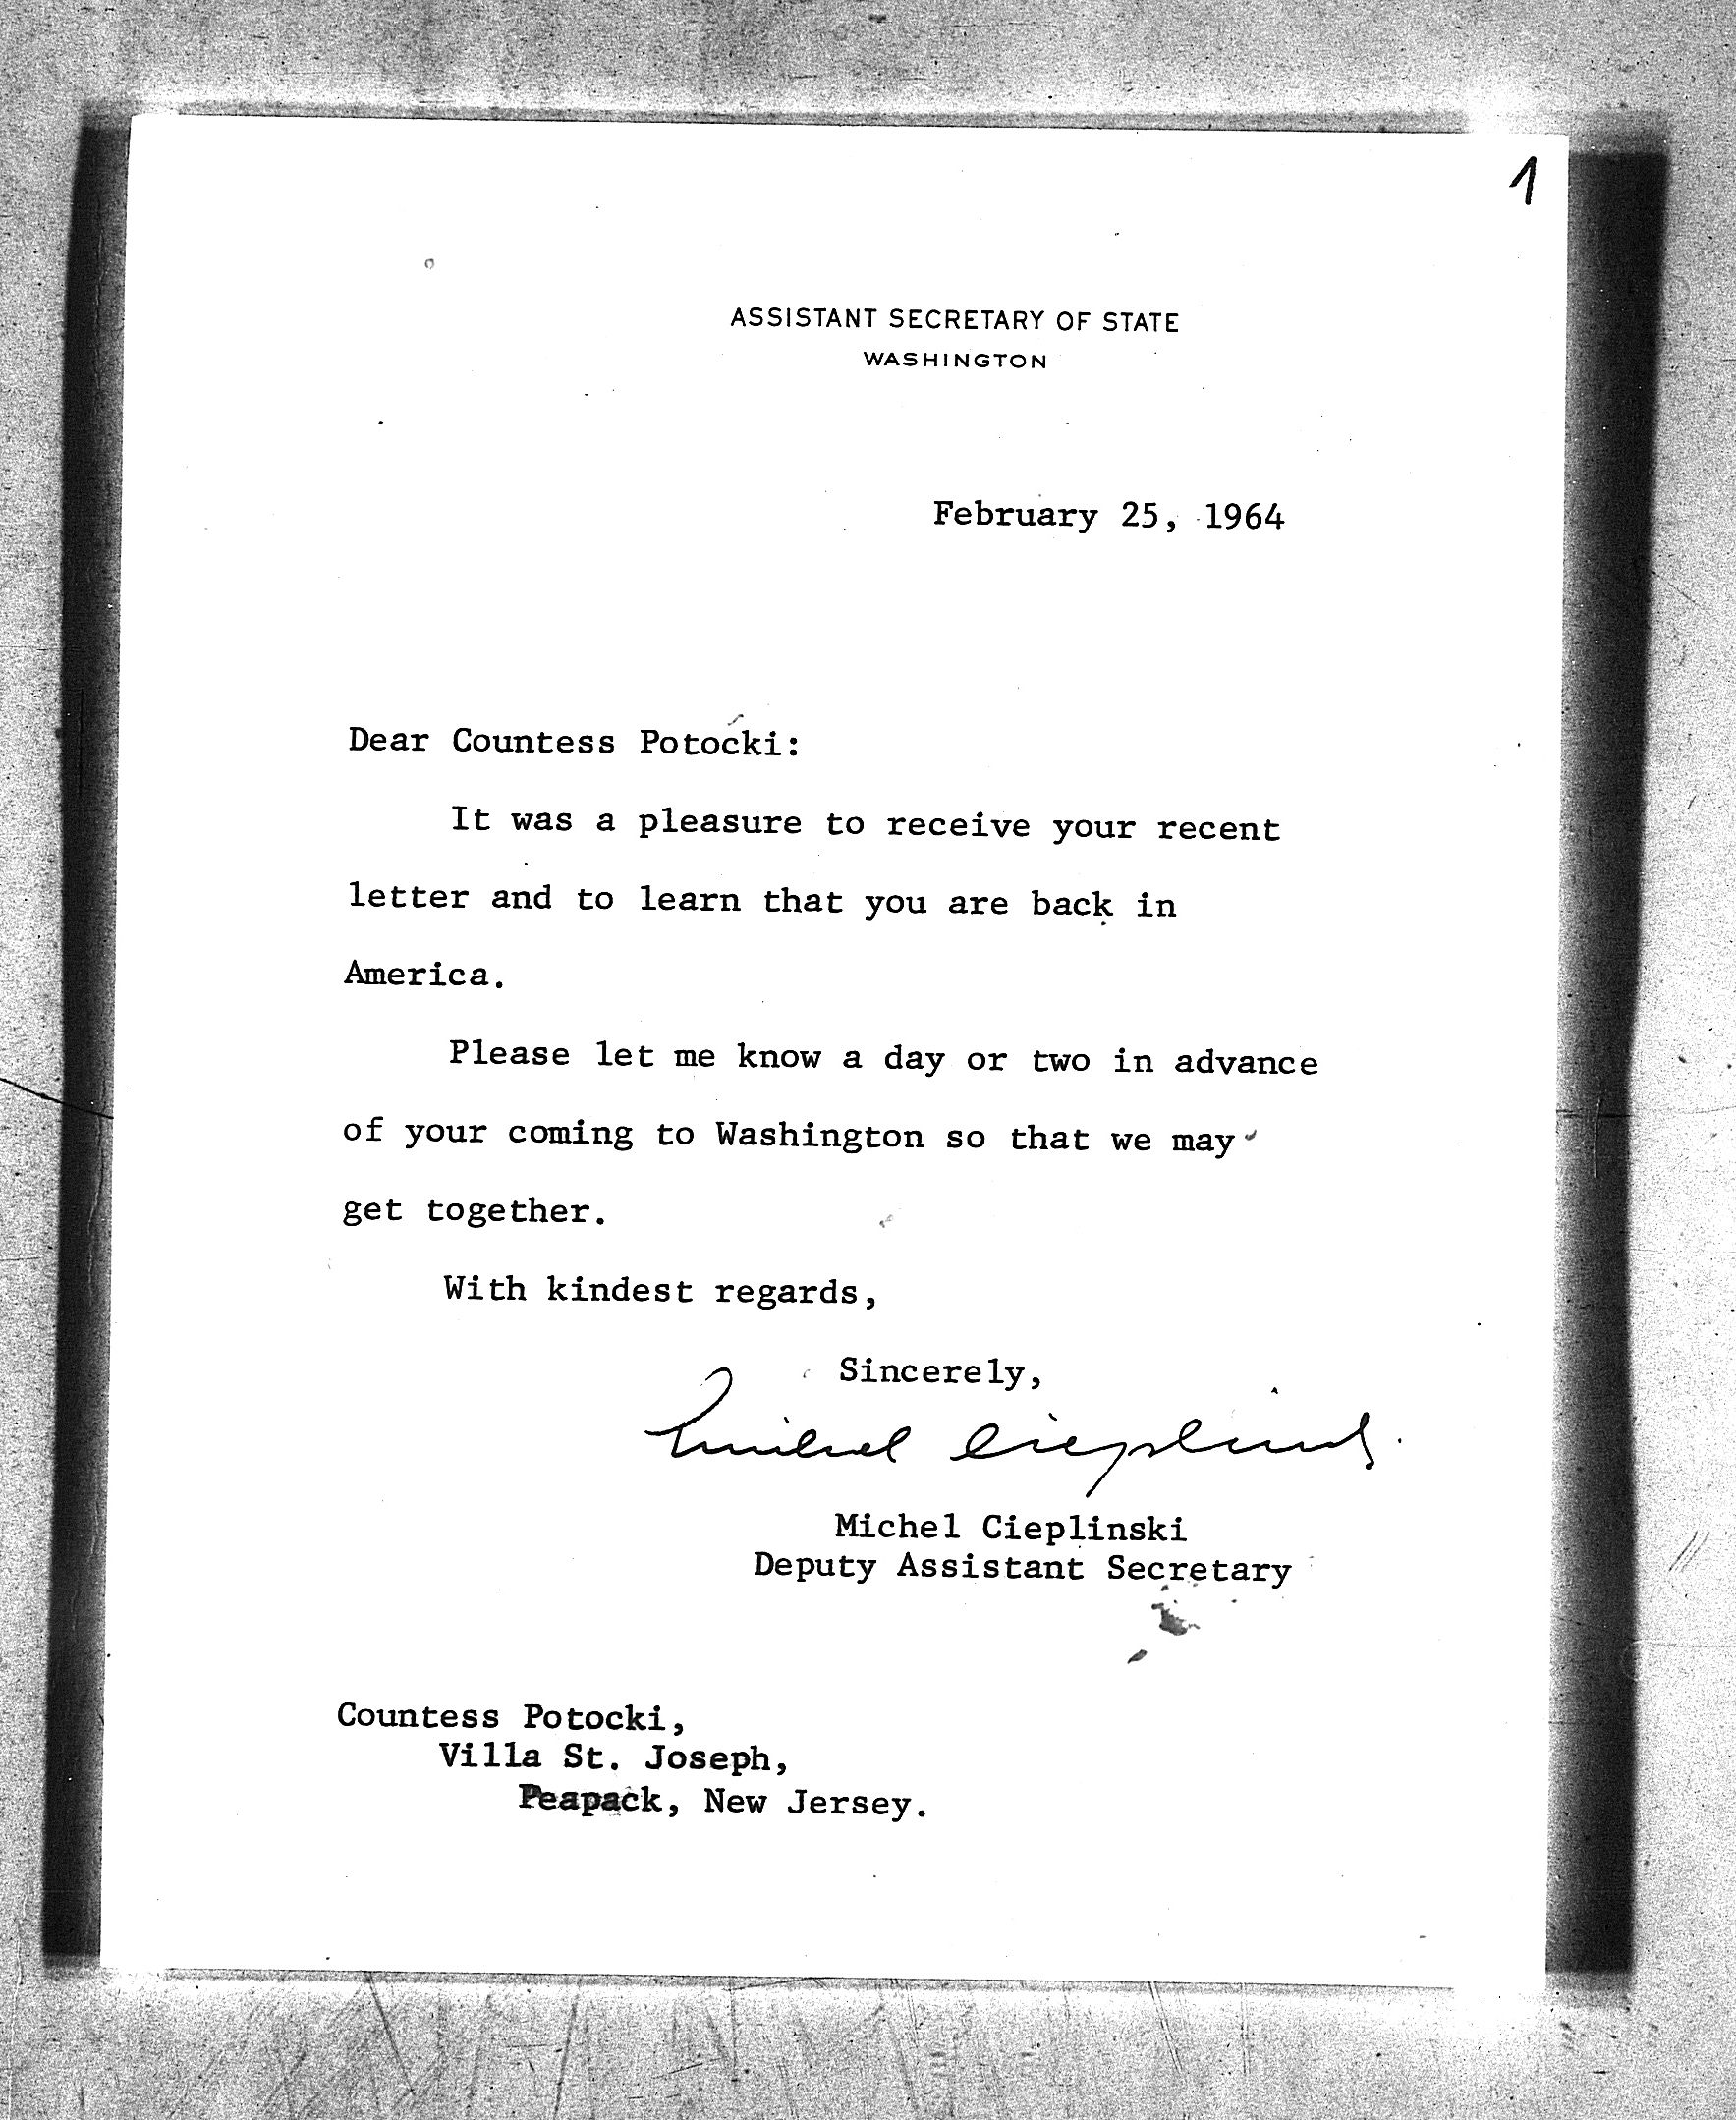 1
ASSISTANT SECRETARY OF STATE
WASHINGTON
February 25, 1964
Dear Countess Potocki:
It was a pleasure to receive your recent
letter and to learn that you are back in
America.
Please let me know a day or two in advance
of your coming to Washington so that we may
get together.
With kindest regards,
Sincerely,
Michel Cieplinski
Michel Cieplinski
Deputy Assistant Secretary
Countess Potocki,
Villa St. Joseph,
Peapack, New Jersey.